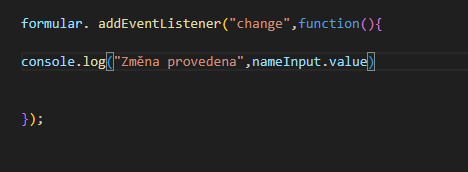 formular. addEventListener("change",function(){
console.log("Změna provedena",nameInput.value)
});